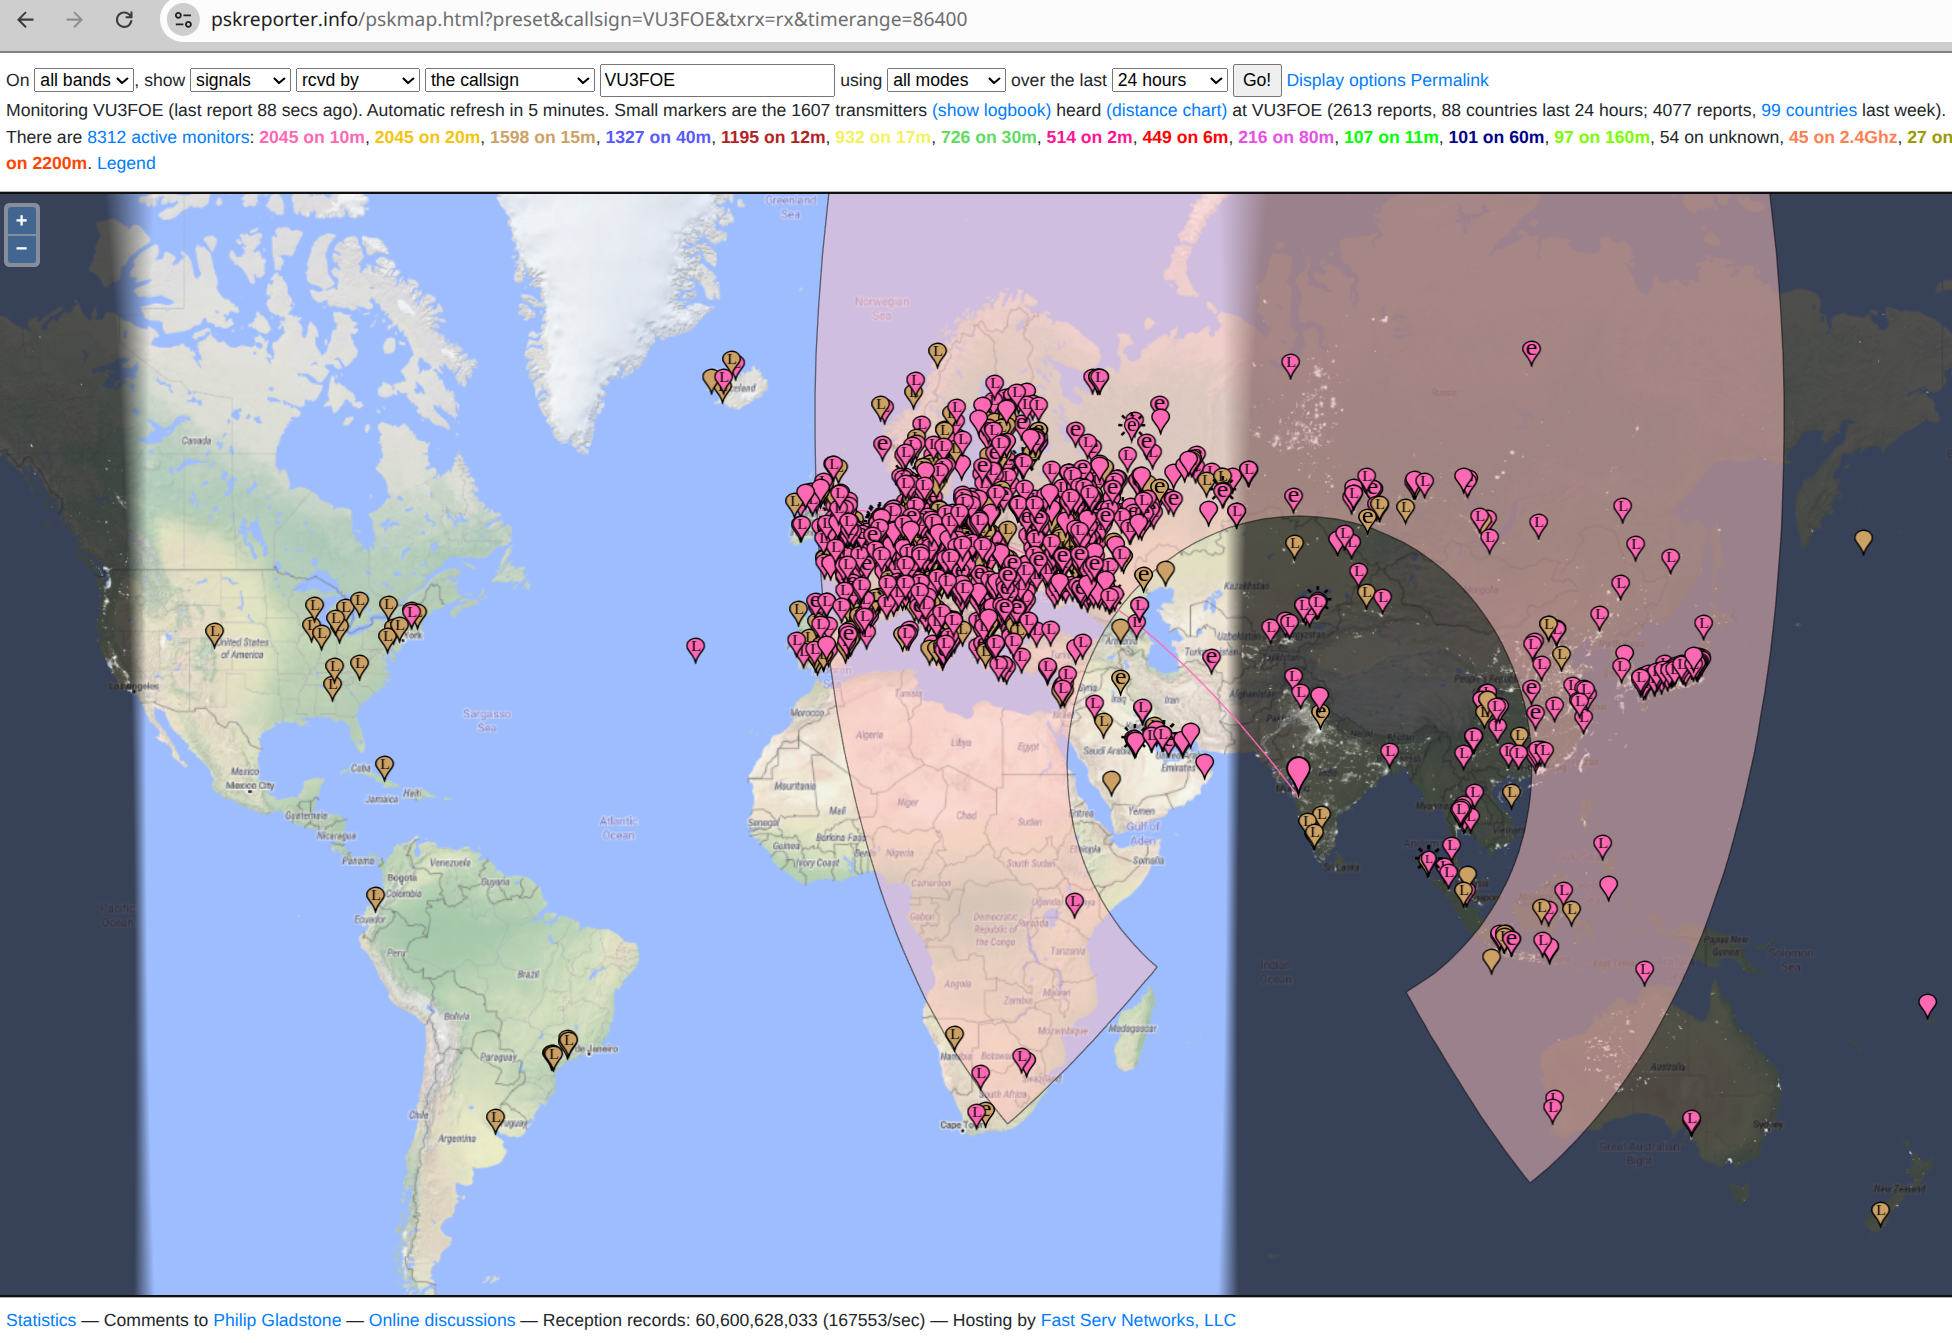 pskreporter.info/pskmap.html?preset&callsign=VU3FOE&txrx=rx&timerange=86400
On all bands, show signals rcvd by the callsign VU3FOE using all modes over the last 24 hours Go! Display options Permalink
Monitoring VU3FOE (last report 88 secs ago). Automatic refresh in 5 minutes. Small markers are the 1607 transmitters (show logbook) heard (distance chart) at VU3FOE (2613 reports, 88 countries last 24 hours; 4077 reports, 99 countries last week).
There are 8312 active monitors: 2045 on 10m, 2045 on 20m, 1598 on 15m, 1327 on 40m, 1195 on 12m, 932 on 17m, 726 on 30m, 514 on 2m, 449 on 6m, 216 on 80m, 107 on 11m, 101 on 60m, 97 on 160m, 54 on unknown, 45 on 2.4Ghz, 27 on
on 2200m. Legend
+
−
Greenland
Sea
Norwegian
Sea
Canada
United States
of America
Los Angeles
Sargasso
Sea
Mexico
Mexico City
Cuba
Haiti
Jamaica
Guatemala
Nicaragua
Panama
Venezuela
Bogota
Colombia
Guyana
Ecuador
Peru
Brazil
Bolivia
Paraguay
de Janeiro
Chile
Argentina
Atlantic
Ocean
Pacific
Ocean
Morocco
Tunisia
Algeria
Libya
Egypt
Mauritania
Mali
Niger
Chad
Sudan
Eritrea
Yemen
Senegal
Guinea
Burkina Faso
Ivory Coast
Nigeria
Gulf of
Aden
Ethiopia
Somalia
South Sudan
Cameroon
Gabon
Democratic
Republic of
the Congo
Uganda
Tanzania
Angola
Zambia
Malawi
Mozambique
Madagascar
Namibia
Botswana
Swaziland
South Africa
Syria
Iraq
Iran
Saudi Arabia
Emirates
Kazakhstan
Uzbekistan
Afghanistan
Indian
Ocean
Papua New
Guinea
Solomon
Sea
Australia
Sydney
Great Australian
Bight
New Zealand
Statistics — Comments to Philip Gladstone — Online discussions — Reception records: 60,600,628,033 (167553/sec) — Hosting by Fast Serv Networks, LLC